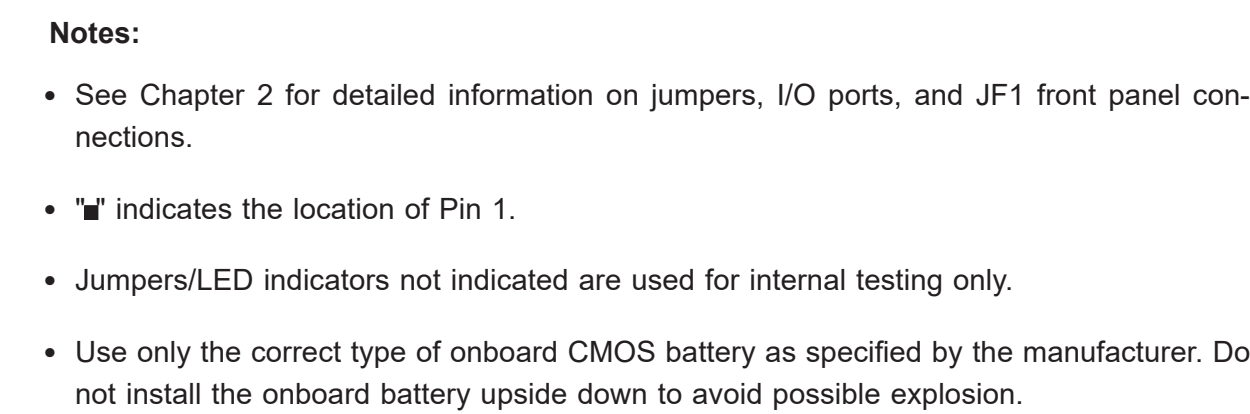 Notes:
• See Chapter 2 for detailed information on jumpers, I/O ports, and JF1 front panel con-
nections.
• "■" indicates the location of Pin 1.
• Jumpers/LED indicators not indicated are used for internal testing only.
• Use only the correct type of onboard CMOS battery as specified by the manufacturer. Do
not install the onboard battery upside down to avoid possible explosion.